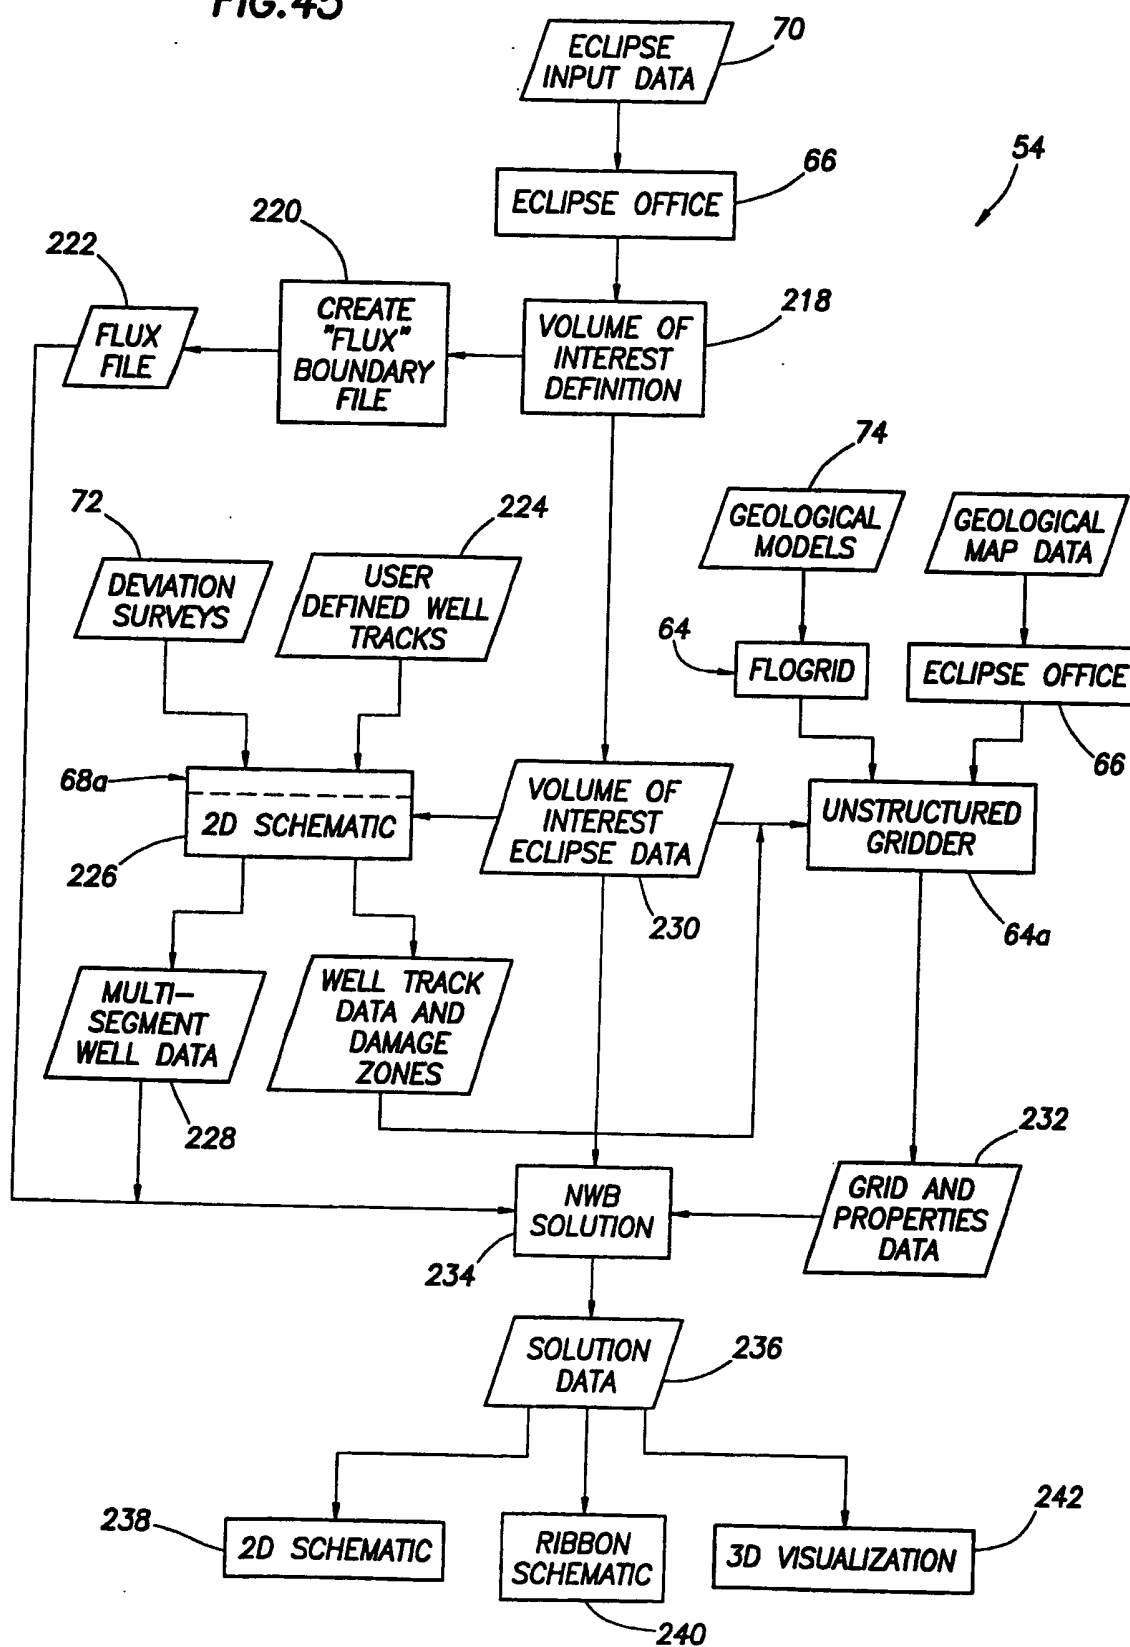 FIG.45
70
ECLIPSE
INPUT DATA
54
66
ECLIPSE OFFICE
220
222
218
CREATE
"FLUX"
BOUNDARY
FILE
FLUX
FILE
VOLUME OF
INTEREST
DEFINITION
74
72
224
GEOLOGICAL
MODELS
GEOLOGICAL
MAP DATA
DEVIATION
SURVEYS
USER
DEFINED WELL
TRACKS
64
FLOGRID
ECLIPSE OFFICE
66
68a
2D SCHEMATIC
226
VOLUME OF
INTEREST
ECLIPSE DATA
230
UNSTRUCTURED
GRIDDER
64a
MULTI-
SEGMENT
WELL DATA
228
WELL TRACK
DATA AND
DAMAGE
ZONES
232
NWB
SOLUTION
234
GRID AND
PROPERTIES
DATA
SOLUTION
DATA
236
238
2D SCHEMATIC
RIBBON
SCHEMATIC
240
3D VISUALIZATION
242